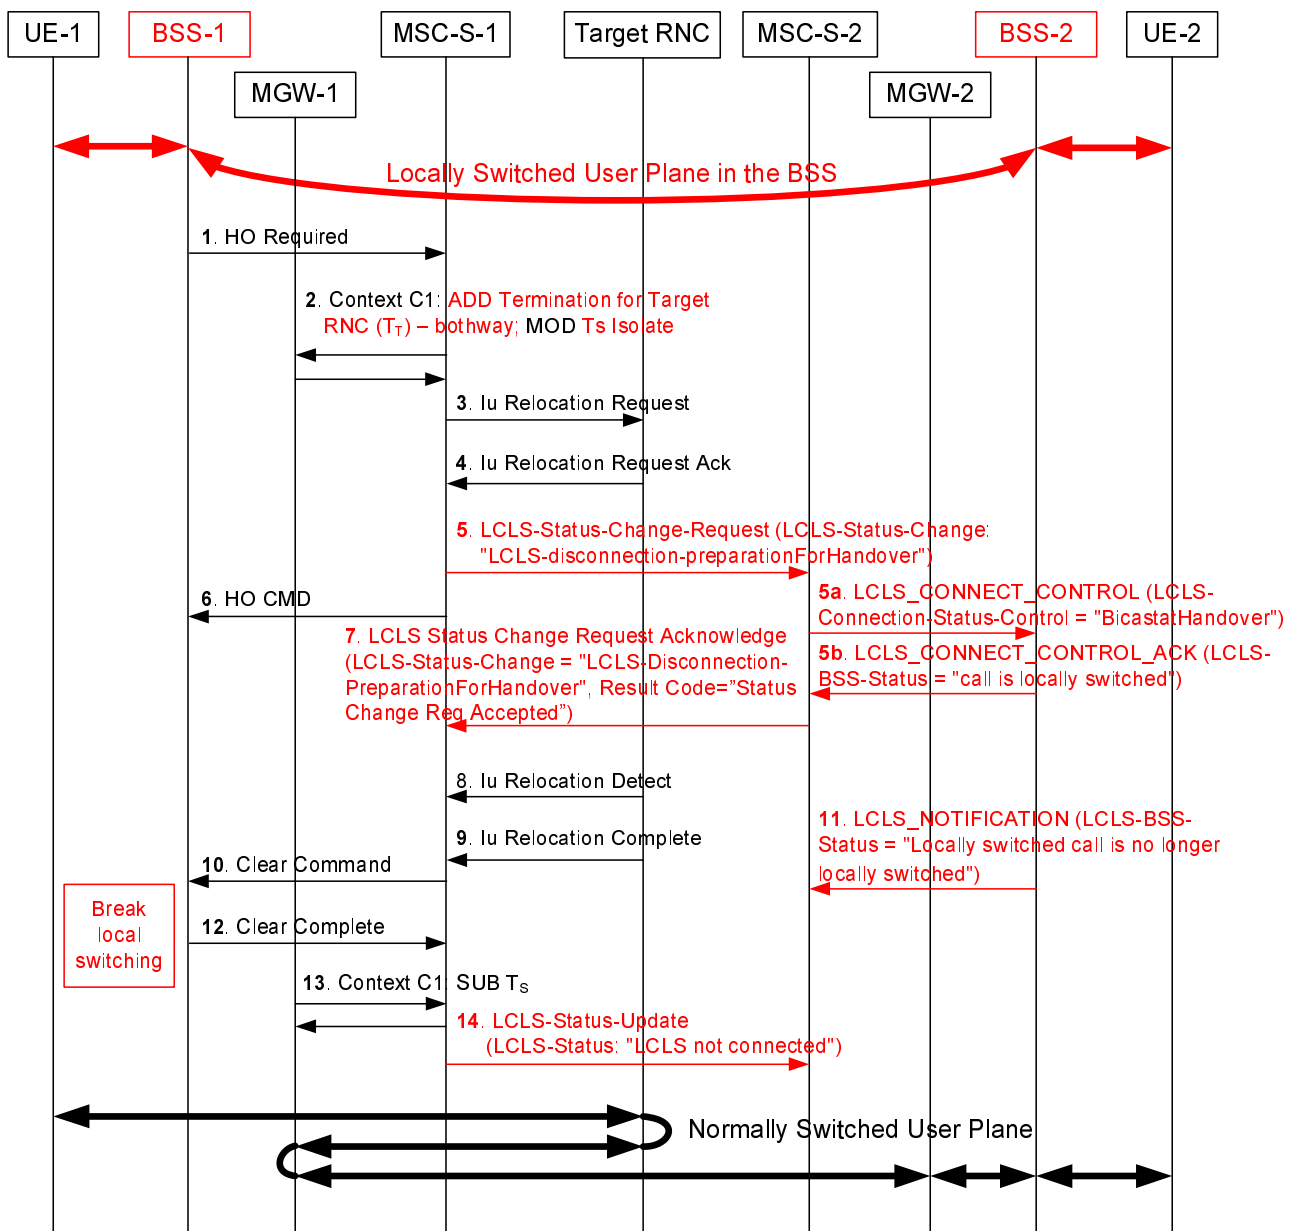 UE-1
BSS-1
MSC-S-1
Target RNC
MSC-S-2
BSS-2
UE-2
MGW-1
MGW-2
Locally Switched User Plane in the BSS
1. HO Required
2. Context C1: ADD Termination for Target
RNC (TT) – bothway; MOD Ts Isolate
3. Iu Relocation Request
4. Iu Relocation Request Ack
5. LCLS-Status-Change-Request (LCLS-Status-Change:
"LCLS-disconnection-preparationForHandover")
5a. LCLS_CONNECT_CONTROL (LCLS-
Connection-Status-Control = "BicastatHandover")
6. HO CMD
7. LCLS Status Change Request Acknowledge
(LCLS-Status-Change = "LCLS-Disconnection-
PreparationForHandover", Result Code=”Status
Change Req Accepted”)
5b. LCLS_CONNECT_CONTROL_ACK (LCLS-
BSS-Status = "call is locally switched")
8. Iu Relocation Detect
9. Iu Relocation Complete
11. LCLS_NOTIFICATION (LCLS-BSS-
Status = "Locally switched call is no longer
locally switched")
10. Clear Command
Break
local
switching
12. Clear Complete
13. Context C1: SUB TS
14. LCLS-Status-Update
(LCLS-Status: "LCLS not connected")
Normally Switched User Plane